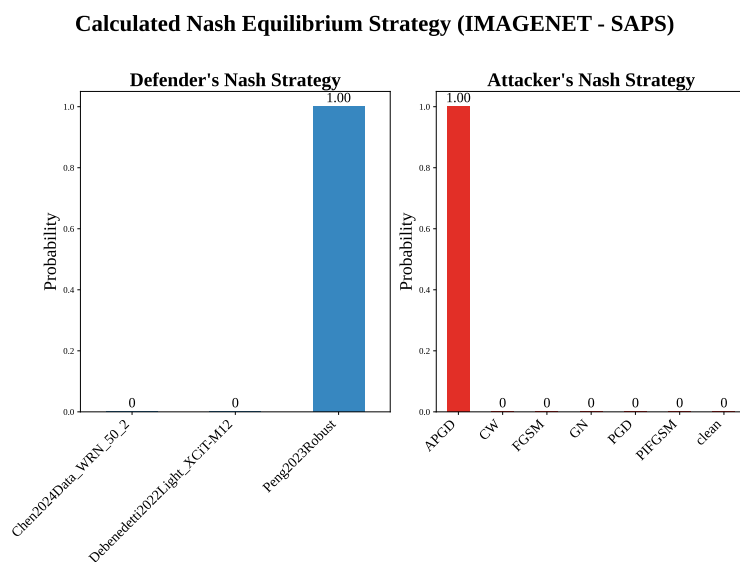 Calculated Nash Equilibrium Strategy (IMAGENET - SAPS)
Defender's Nash Strategy
Probability
1.0
0.8
0.6
0.4
0.2
0.0
0
0
1.00
Chen2024Data_WRN_50_2
Debenedetti2022Light_XCiT-M12
Peng2023Robust
Attacker's Nash Strategy
Probability
1.0
0.8
0.6
0.4
0.2
0.0
1.00
0
0
0
0
0
0
APGD
CW
FGSM
GN
PGD
PIFGSM
clean